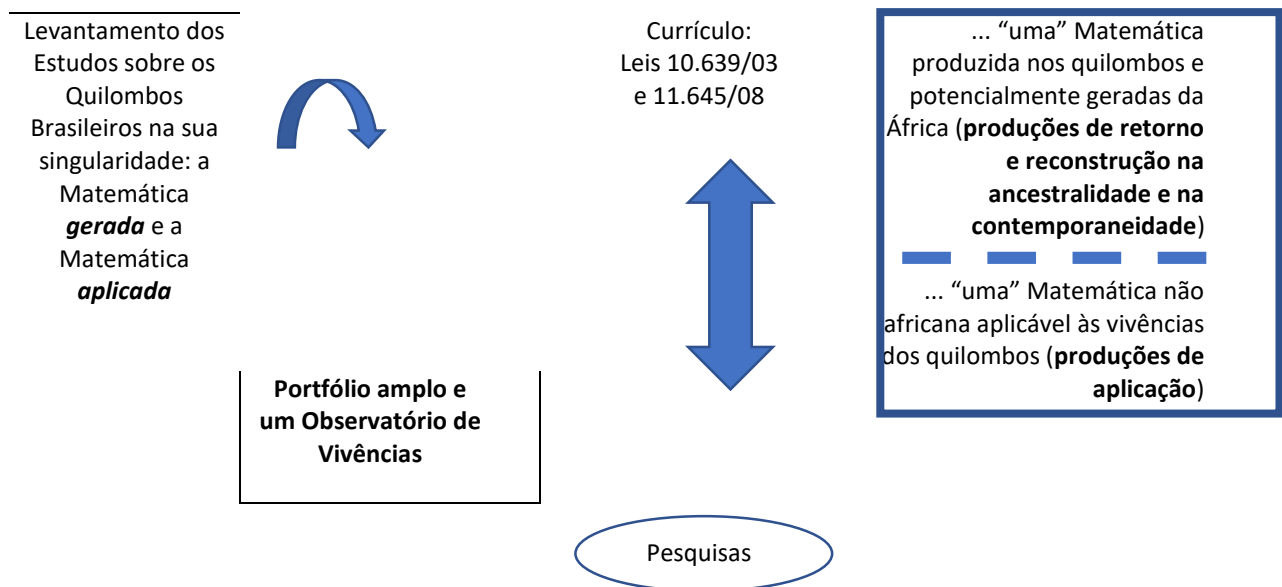 Levantamento dos
Estudos sobre os
Quilombos
Brasileiros na sua
singularidade: a
Matemática
gerada e a
Matemática
aplicada
Portfólio amplo e
um Observatório de
Vivências
Currículo:
Leis 10.639/03
e 11.645/08
Pesquisas
... “uma” Matemática
produzida nos quilombos e
potencialmente geradas da
África (produções de retorno
e reconstrução na
ancestralidade e na
contemporaneidade)
... “uma” Matemática não
africana aplicável às vivências
dos quilombos (produções de
aplicação)